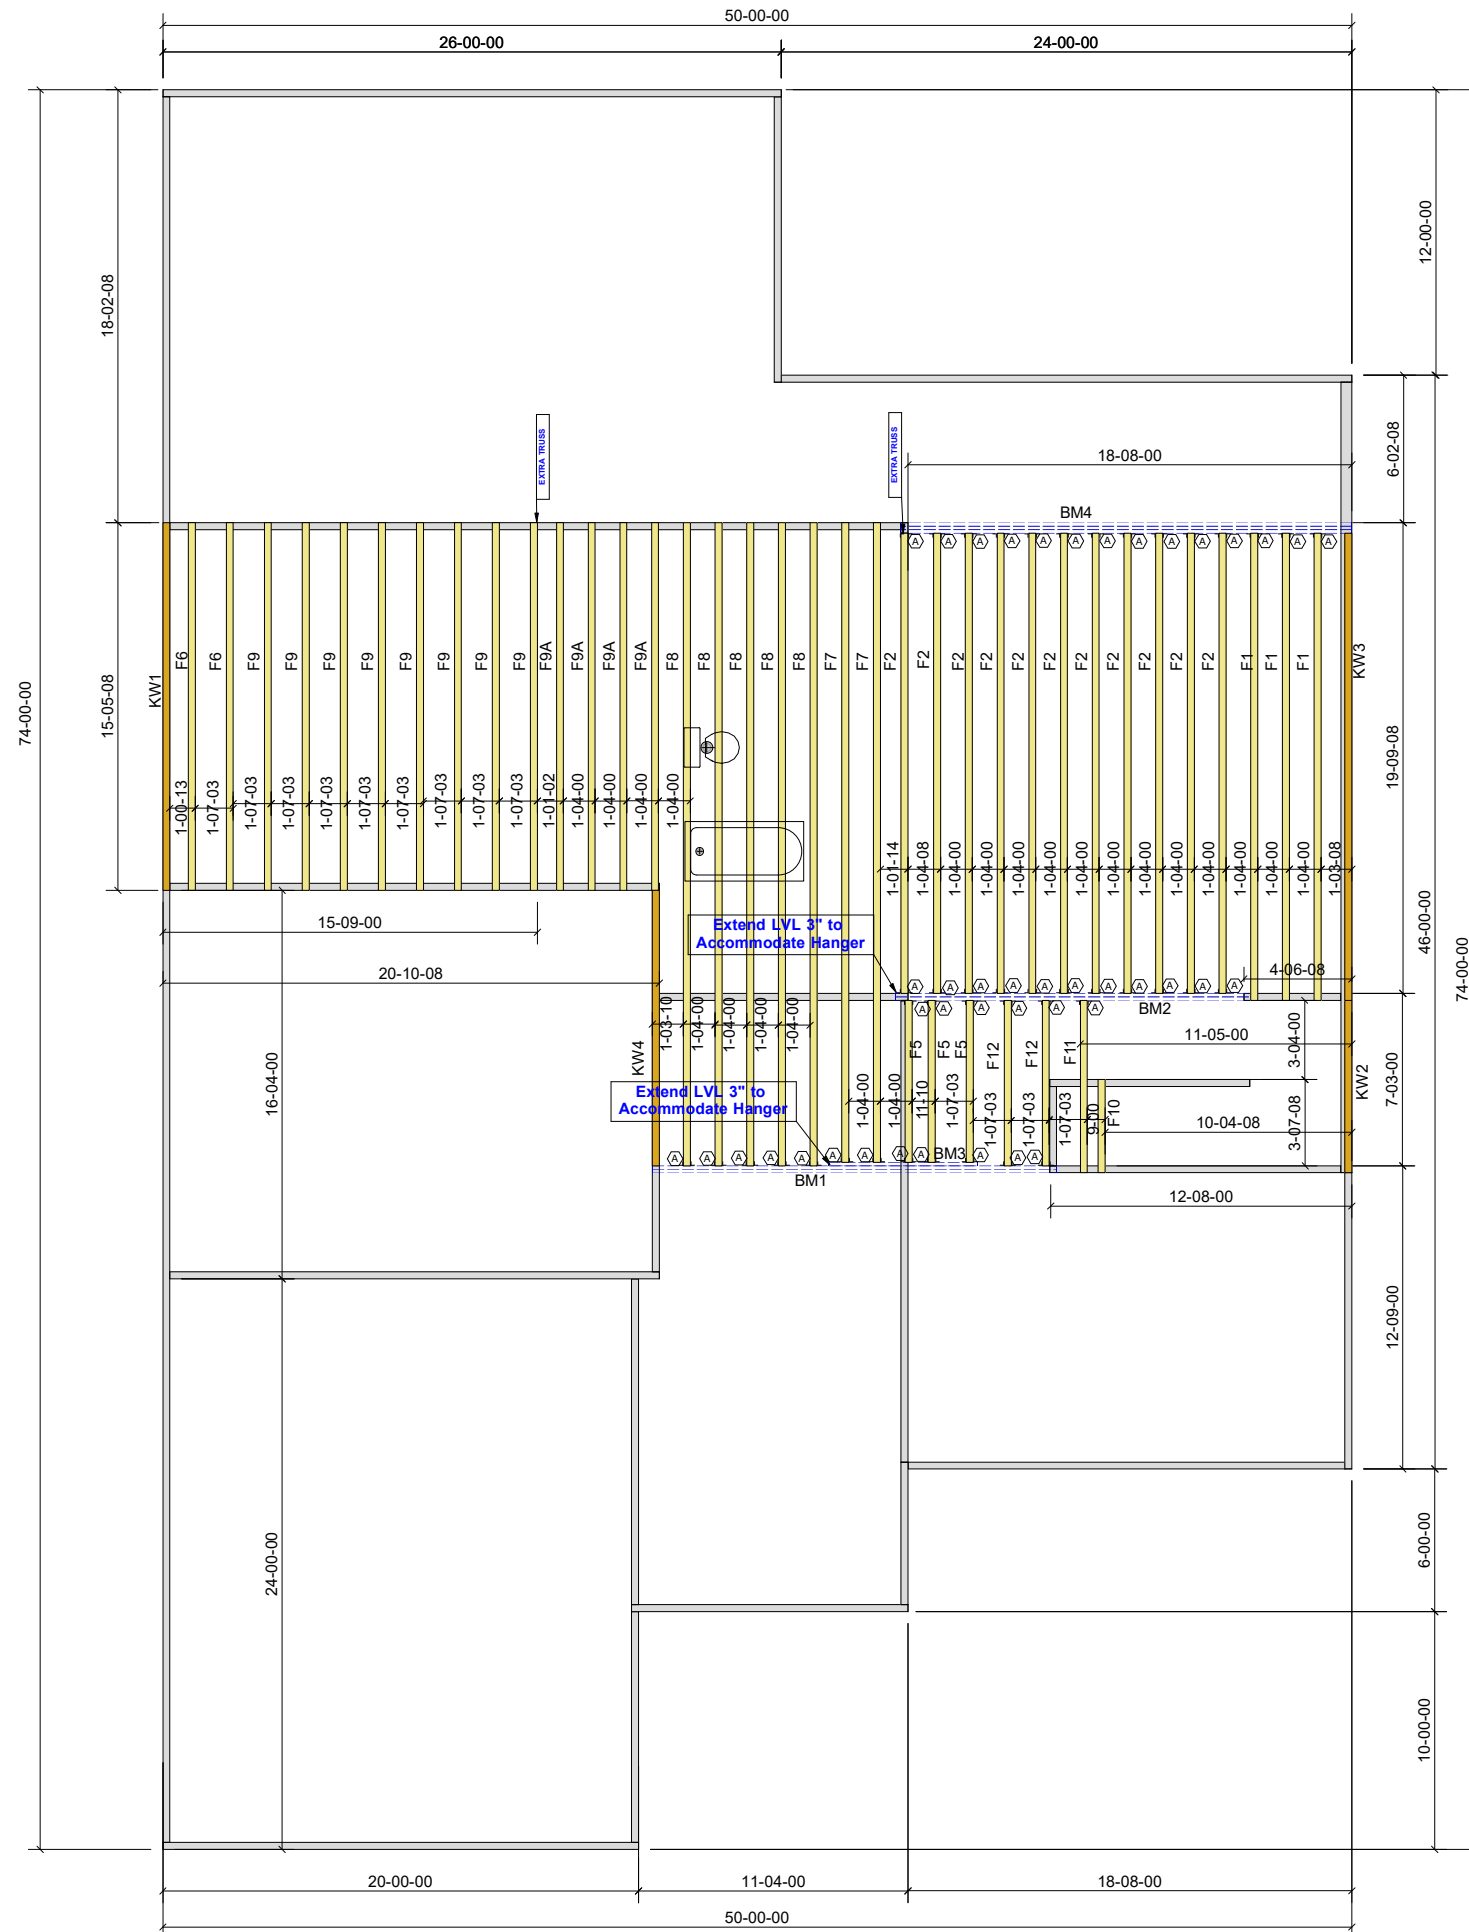 50-00-00
26-00-00
24-00-00
12-00-00
18-02-08
6-02-08
EXTRA TRUSS
EXTRA TRUSS
18-08-00
BM4
A A A A A A A A A A A A A A
74-00-00
15-05-08
KW1
F6 F6 F9 F9 F9 F9 F9 F9 F9 F9 F9A F9A F9A F9A F8 F8 F8 F8 F8 F7 F7 F2 F2 F2 F2 F2 F2 F2 F2 F2 F2 F2 F1 F1 F1
KW3
19-09-08
1-00-13 1-07-03 1-07-03 1-07-03 1-07-03 1-07-03 1-07-03 1-07-03 1-07-03 1-07-03 1-01-02 1-04-00 1-04-00 1-04-00 1-04-00
1-01-14 1-04-08 1-04-00 1-04-00 1-04-00 1-04-00 1-04-00 1-04-00 1-04-00 1-04-00 1-04-00 1-04-00 1-04-00 1-04-00 1-03-08
46-00-00
74-00-00
15-09-00
Extend LVL 3" to
Accommodate Hanger
20-10-08
4-06-08
A A A A A A A A A A A
BM2
A A A A A A
1-03-10 1-04-00 1-04-00 1-04-00 1-04-00
KW4
F5 F5 F5 F12 F12 F11
11-05-00
3-04-00
KW2
7-03-00
16-04-00
Extend LVL 3" to
Accommodate Hanger
1-04-00 1-04-00 11-10 1-07-03 1-07-03 1-07-03 1-07-03 9-00 F10
10-04-08
3-07-08
A A A A A A A A A BM3 A A A
BM1
12-08-00
12-09-00
24-00-00
6-00-00
10-00-00
20-00-00
11-04-00
18-08-00
50-00-00